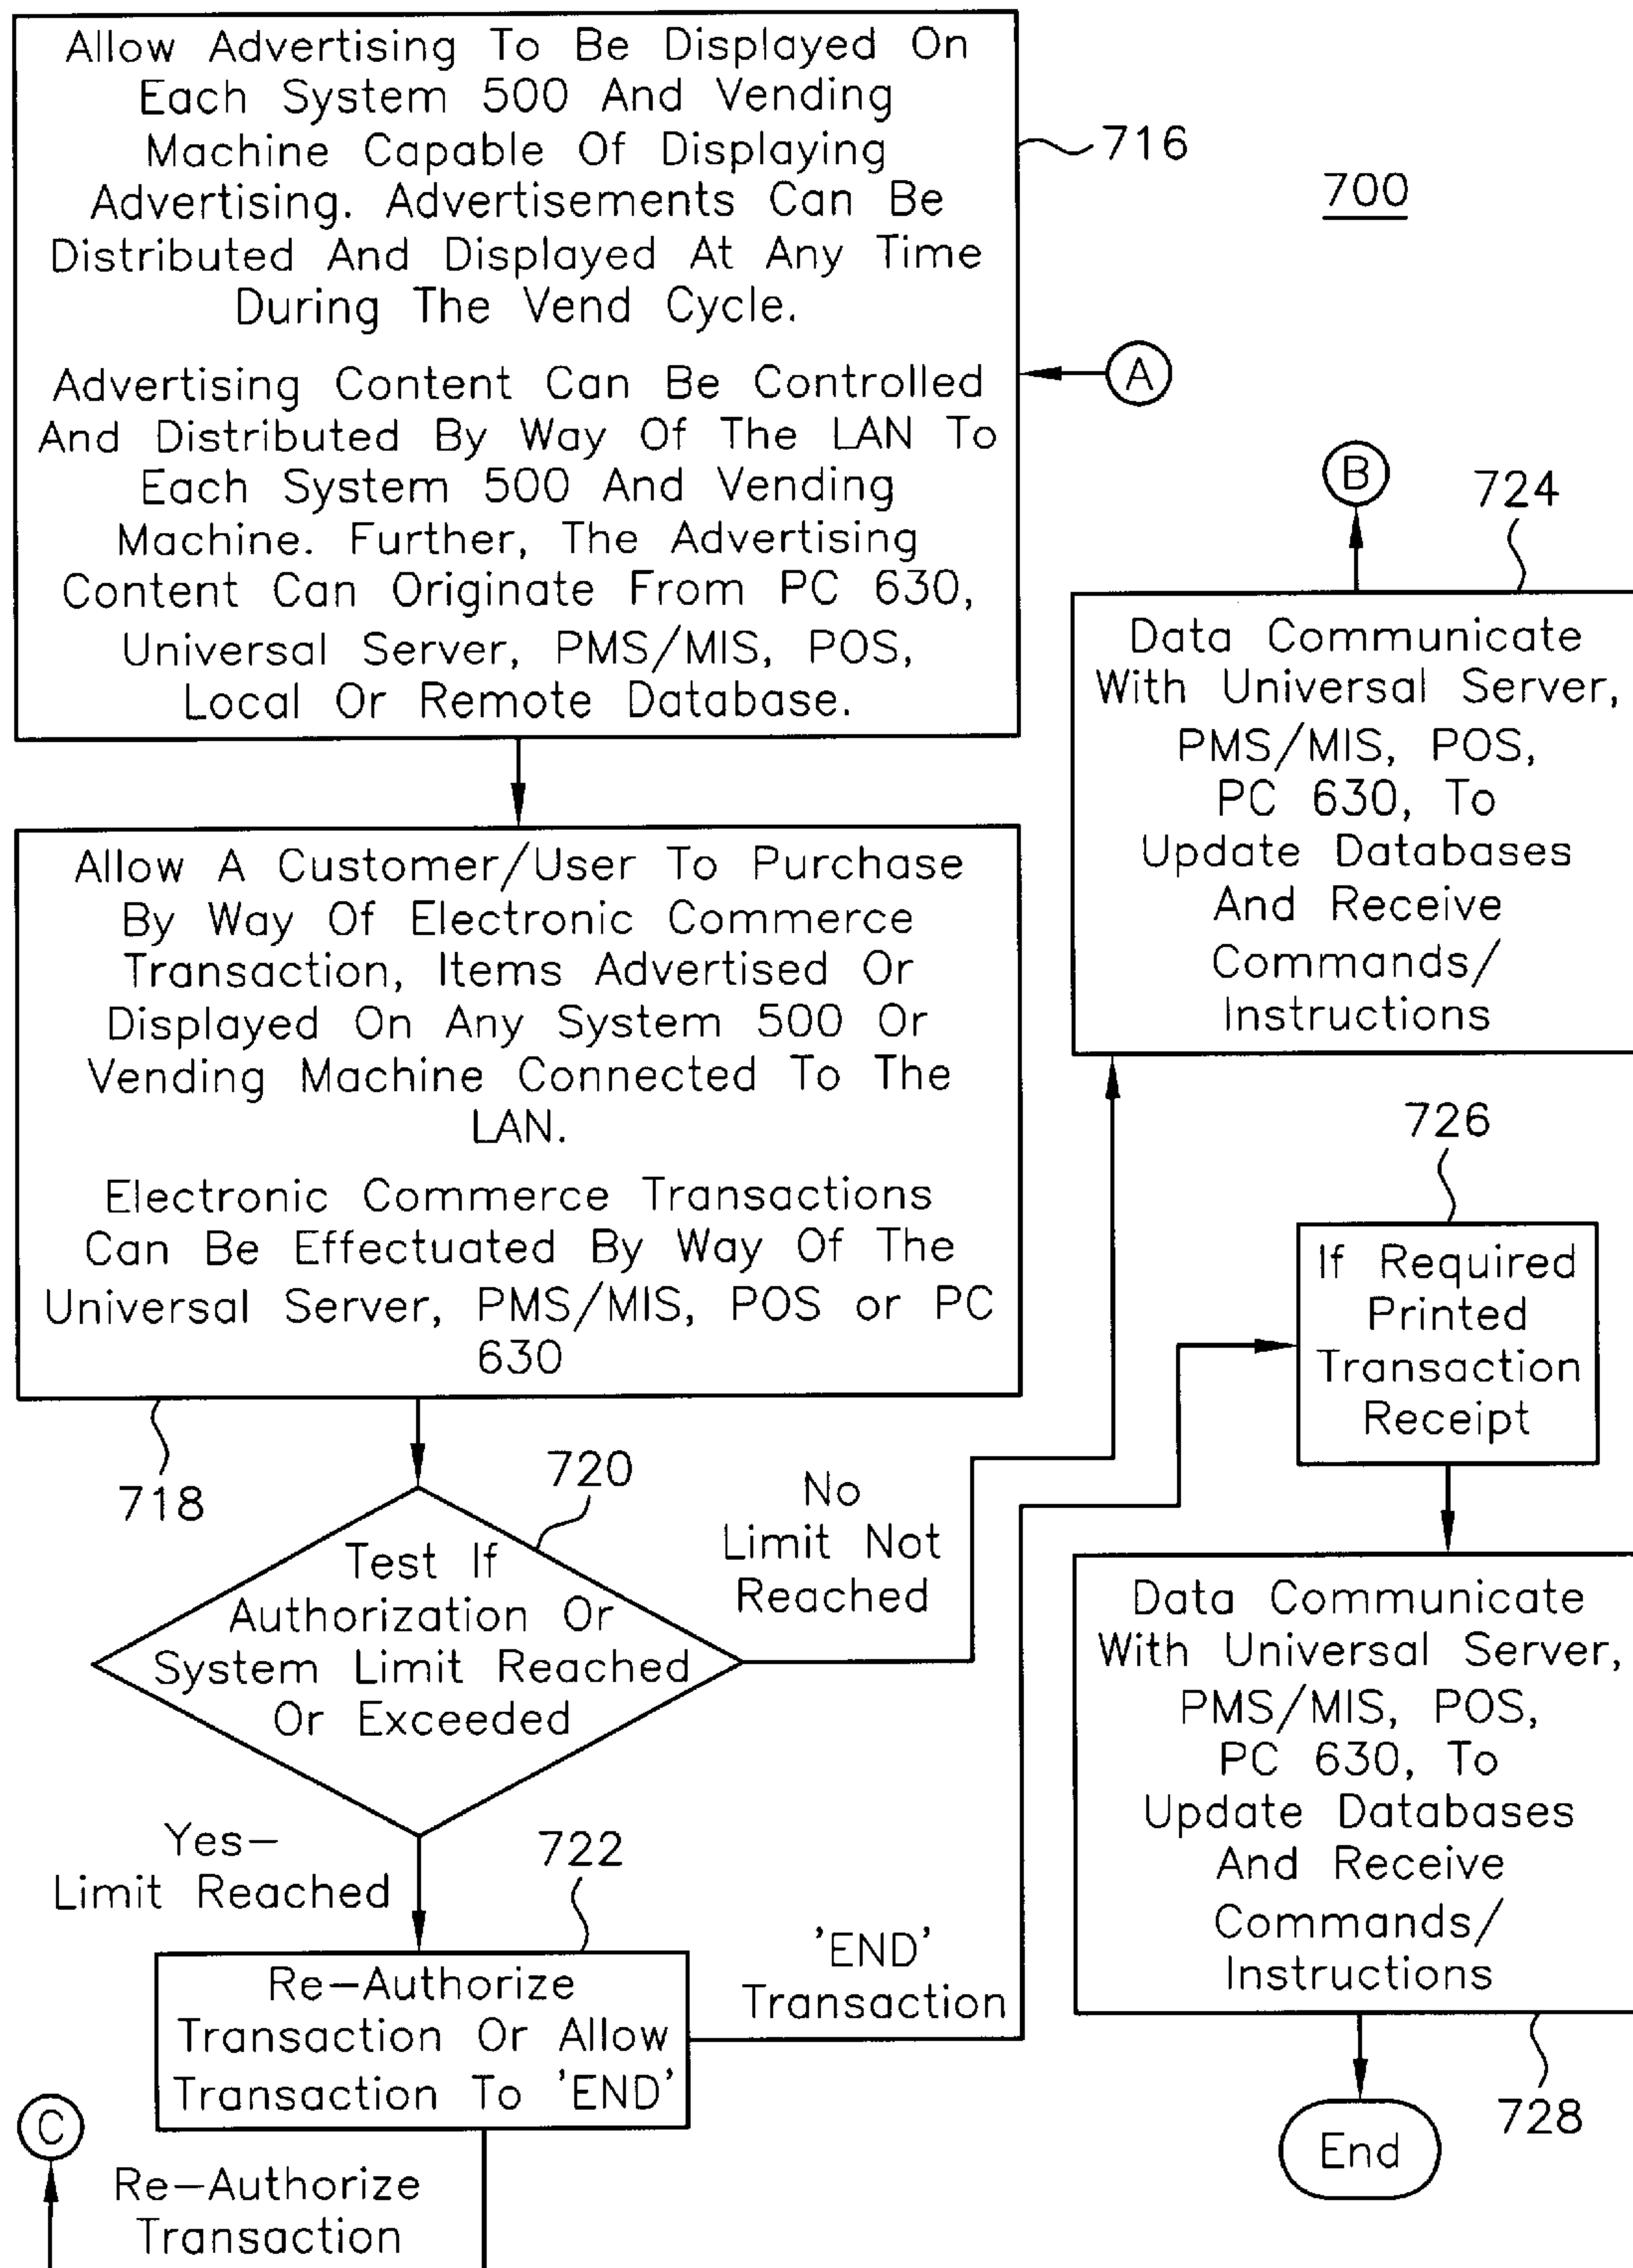 Allow Advertising To Be Displayed On
Each System 500 And Vending
Machine Capable Of Displaying
Advertising. Advertisements Can Be
Distributed And Displayed At Any Time
During The Vend Cycle.
Advertising Content Can Be Controlled
And Distributed By Way Of The LAN To
Each System 500 And Vending
Machine. Further, The Advertising
Content Can Originate From PC 630,
Universal Server, PMS/MIS, POS,
Local Or Remote Database.
716
700
A
Allow A Customer/User To Purchase
By Way Of Electronic Commerce
Transaction, Items Advertised Or
Displayed On Any System 500 Or
Vending Machine Connected To The
LAN.
Electronic Commerce Transactions
Can Be Effectuated By Way Of The
Universal Server, PMS/MIS, POS or PC
630
718
720
Test If
Authorization Or
System Limit Reached
Or Exceeded
No
Limit Not
Reached
Yes-
Limit Reached
722
Re-Authorize
Transaction Or Allow
Transaction To 'END'
'END'
Transaction
C
Re-Authorize
Transaction
B
724
Data Communicate
With Universal Server,
PMS/MIS, POS,
PC 630, To
Update Databases
And Receive
Commands/
Instructions
726
If Required
Printed
Transaction
Receipt
Data Communicate
With Universal Server,
PMS/MIS, POS,
PC 630, To
Update Databases
And Receive
Commands/
Instructions
728
End